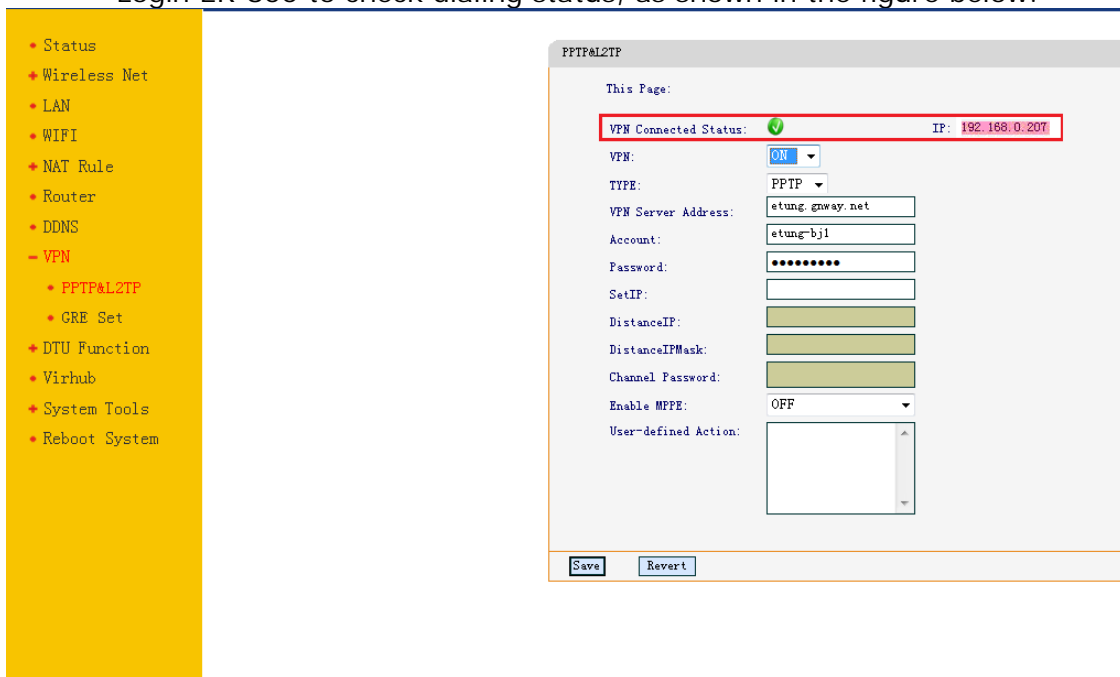 Status
Wireless Net
LAN
WIFI
NAT Rule
Router
DDNS
VPN
PPTP&L2TP
GRE Set
DTU Function
Virhub
System Tools
Reboot System
PPTP&L2TP
This Page:
VPN Connected Status: IP: 192.168.0.207
VPN: ON
TYPE: PPTP
VPN Server Address: etung.gnway.net
Account: etung-bj1
Password: •••••••••
SetIP:
DistanceIP:
DistanceIPMask:
Channel Password:
Enable MPPE: OFF
User-defined Action:
Save Revert